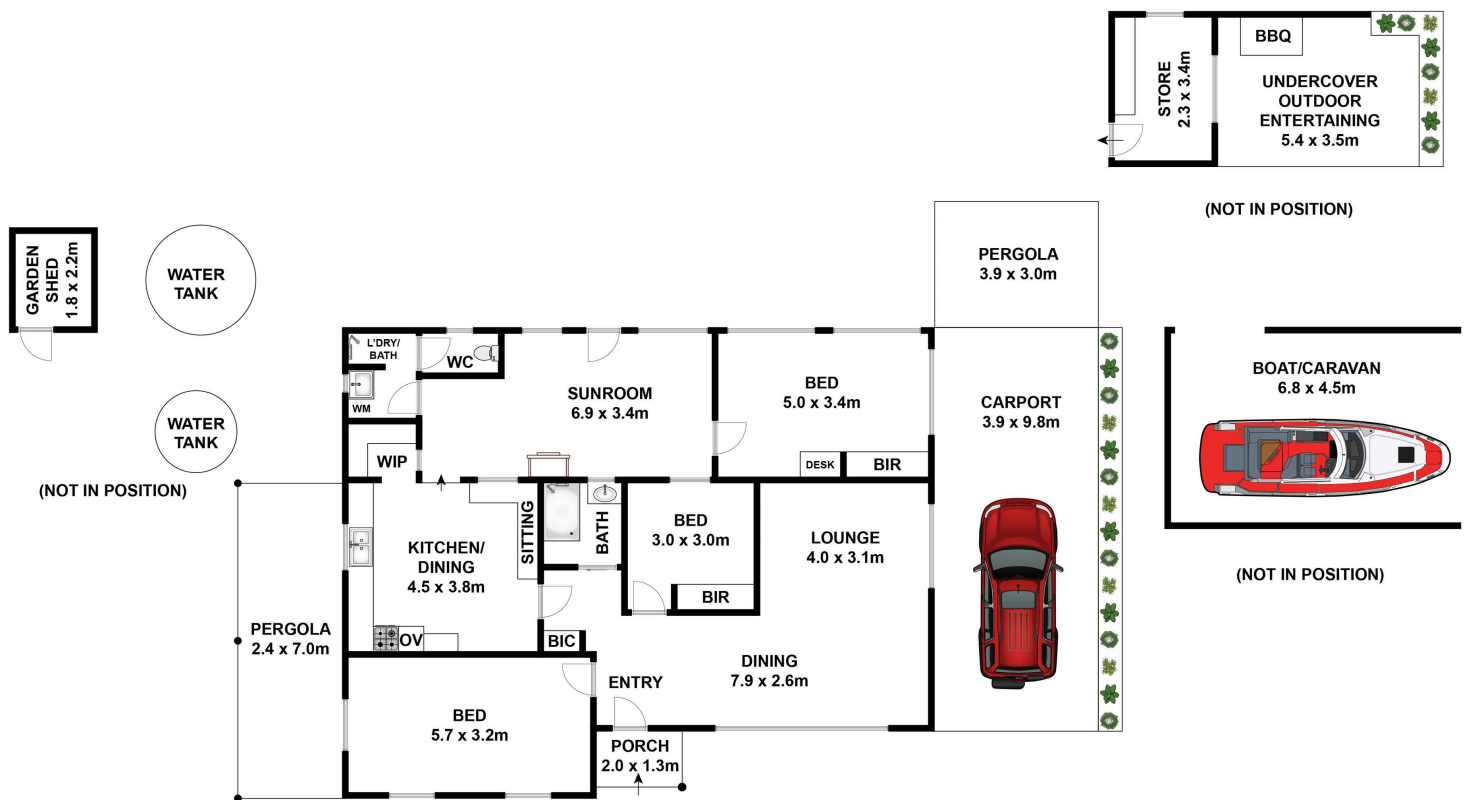 BBQ
STORE
2.3 x 3.4m
UNDERCOVER
OUTDOOR
ENTERTAINING
5.4 x 3.5m
(NOT IN POSITION)
GARDEN
SHED
1.8 x 2.2m
WATER
TANK
WATER
TANK
(NOT IN POSITION)
PERGOLA
3.9 x 3.0m
L'DRY/
BATH
WC
WM
WIP
SUNROOM
6.9 x 3.4m
BED
5.0 x 3.4m
DESK
BIR
CARPORT
3.9 x 9.8m
BOAT/CARAVAN
6.8 x 4.5m
(NOT IN POSITION)
KITCHEN/
DINING
4.5 x 3.8m
SITTING
BATH
BED
3.0 x 3.0m
BIR
LOUNGE
4.0 x 3.1m
PERGOLA
2.4 x 7.0m
OV
BIC
ENTRY
DINING
7.9 x 2.6m
BED
5.7 x 3.2m
PORCH
2.0 x 1.3m